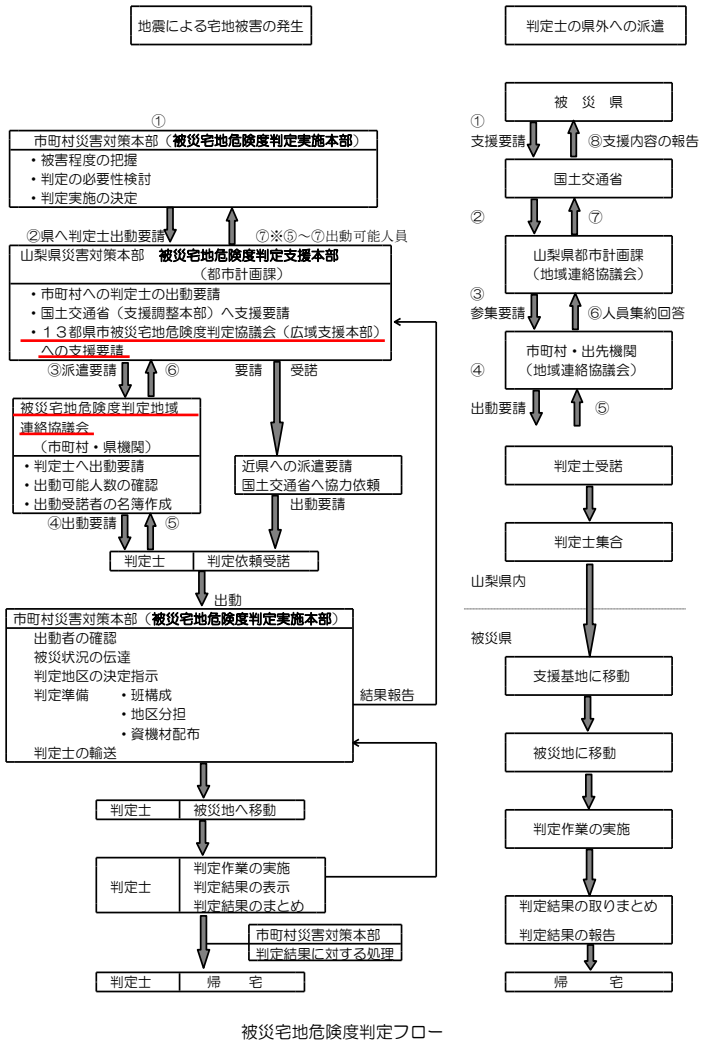 地震による宅地被害の発生
①
市町村災害対策本部（被災宅地危険度判定実施本部）
・被害程度の把握
・判定の必要性検討
・判定実施の決定
②県へ判定士出動要請
⑦※⑤～⑦出動可能人員
山梨県災害対策本部　被災宅地危険度判定支援本部
（都市計画課）
・市町村への判定士の出動要請
・国土交通省（支援調整本部）へ支援要請
・１３都県市被災宅地危険度判定協議会（広域支援本部）
への支援要請
③派遣要請
⑥
要請
受諾
被災宅地危険度判定地域
連絡協議会
（市町村・県機関）
・判定士へ出動要請
・出動可能人数の確認
・出動受諾者の名簿作成
近県への派遣要請
国土交通省へ協力依頼
④出動要請
⑤
出動要請
判定士
判定依頼受諾
出動
市町村災害対策本部（被災宅地危険度判定実施本部）
出動者の確認
被災状況の伝達
判定地区の決定指示
判定準備　・班構成
・地区分担
・資機材配布
判定士の輸送
結果報告
判定士
被災地へ移動
判定士
判定作業の実施
判定結果の表示
判定結果のまとめ
市町村災害対策本部
判定結果に対する処理
判定士
帰　宅
判定士の県外への派遣
被　災　県
①
支援要請
⑧支援内容の報告
国土交通省
②
⑦
山梨県都市計画課
（地域連絡協議会）
③
参集要請
⑥人員集約回答
市町村・出先機関
（地域連絡協議会）
④
出動要請
⑤
判定士受諾
判定士集合
山梨県内
被災県
支援基地に移動
被災地に移動
判定作業の実施
判定結果の取りまとめ
判定結果の報告
帰　宅
被災宅地危険度判定フロー